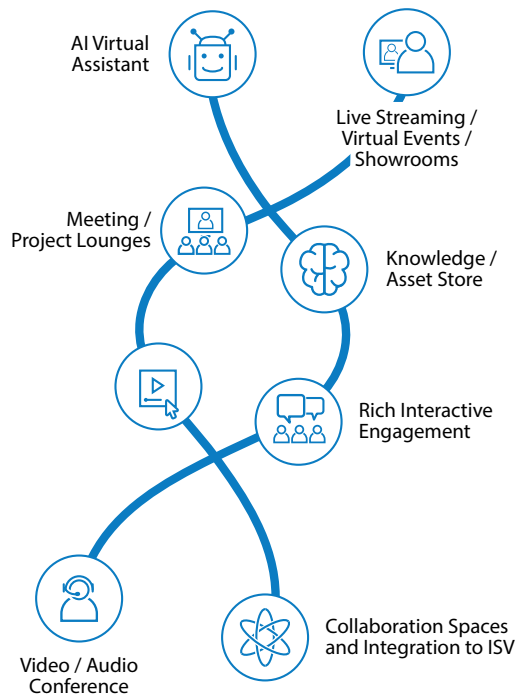 AI Virtual
Assistant
Live Streaming /
Virtual Events /
Showrooms
Meeting /
Project Lounges
Knowledge /
Asset Store
Rich Interactive
Engagement
Collaboration Spaces
and Integration to ISV
Video / Audio
Conference